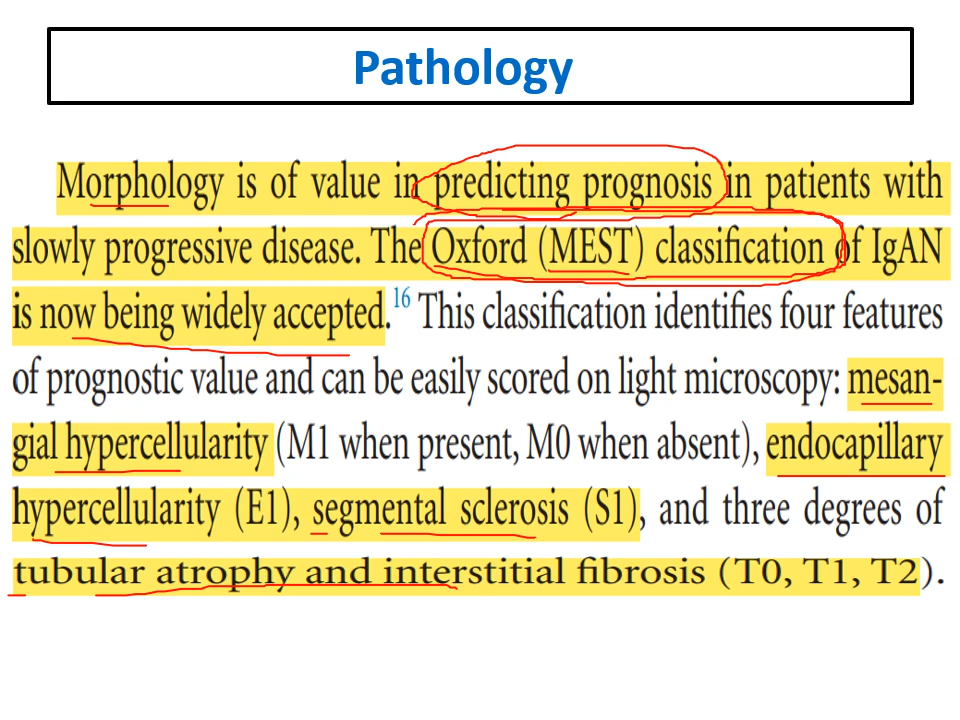 Pathology
Morphology is of value in predicting prognosis in patients with
slowly progressive disease. The Oxford (MEST) classification of IgAN
is now being widely accepted.16 This classification identifies four features
of prognostic value and can be easily scored on light microscopy: mesan-
gial hypercellularity (M1 when present, M0 when absent), endocapillary
hypercellularity (E1), segmental sclerosis (S1), and three degrees of
tubular atrophy and interstitial fibrosis (T0, T1, T2).